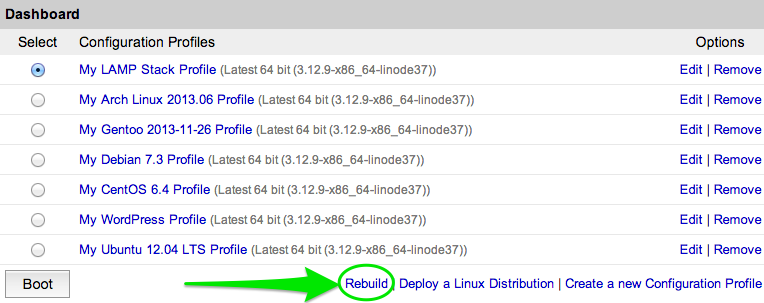 Dashboard
Select Configuration Profiles Options
My LAMP Stack Profile (Latest 64 bit (3.12.9-x86_64-linode37)) Edit | Remove
My Arch Linux 2013.06 Profile (Latest 64 bit (3.12.9-x86_64-linode37)) Edit | Remove
My Gentoo 2013-11-26 Profile (Latest 64 bit (3.12.9-x86_64-linode37)) Edit | Remove
My Debian 7.3 Profile (Latest 64 bit (3.12.9-x86_64-linode37)) Edit | Remove
My CentOS 6.4 Profile (Latest 64 bit (3.12.9-x86_64-linode37)) Edit | Remove
My WordPress Profile (Latest 64 bit (3.12.9-x86_64-linode37)) Edit | Remove
My Ubuntu 12.04 LTS Profile (Latest 64 bit (3.12.9-x86_64-linode37)) Edit | Remove
Boot Rebuild | Deploy a Linux Distribution | Create a new Configuration Profile